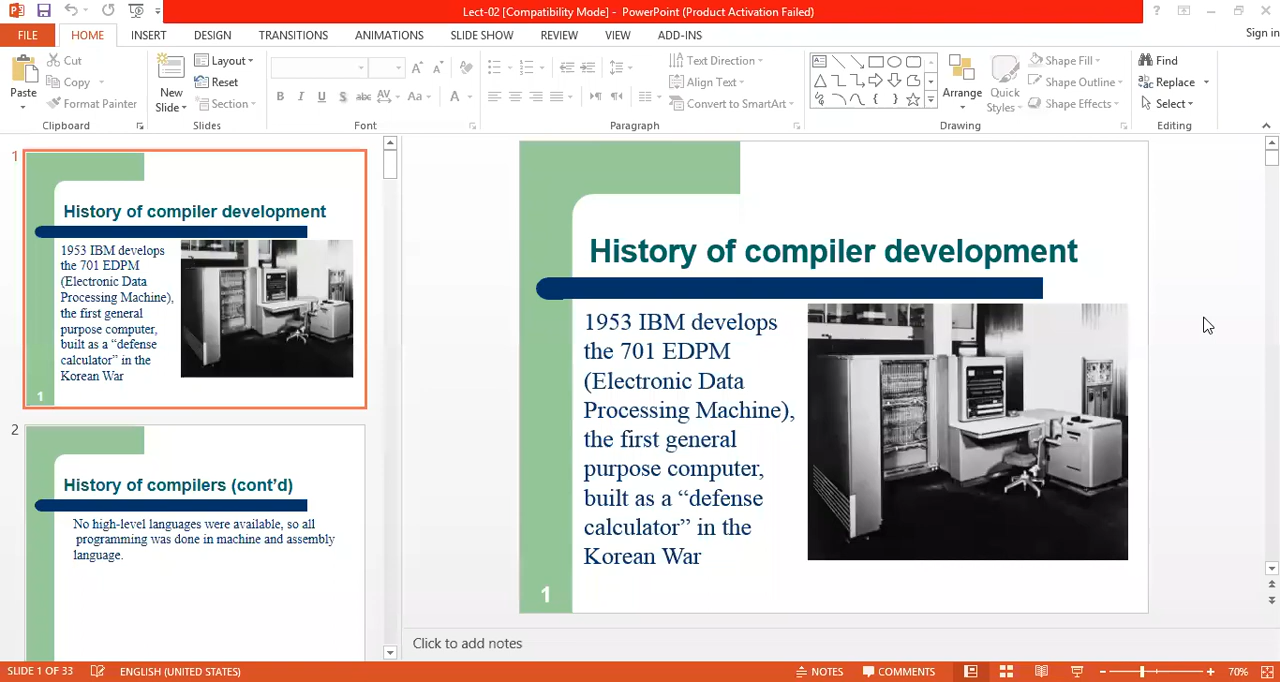 Lect-02 [Compatibility Mode] - PowerPoint (Product Activation Failed)
FILE HOME INSERT DESIGN TRANSITIONS ANIMATIONS SLIDE SHOW REVIEW VIEW ADD-INS Sign in
Paste
Cut
Copy
Format Painter
Clipboard
New
Slide
Layout
Reset
Section
Slides
B I U S abc AV Aa A
Font
Text Direction
Align Text
Convert to SmartArt
Paragraph
Arrange
Quick
Styles
Shape Fill
Shape Outline
Shape Effects
Drawing
Find
Replace
Select
Editing
1
History of compiler development
1953 IBM develops
the 701 EDPM
(Electronic Data
Processing Machine),
the first general
purpose computer,
built as a “defense
calculator” in the
Korean War
1
2
History of compilers (cont’d)
No high-level languages were available, so all
programming was done in machine and assembly
language.
History of compiler development
1953 IBM develops
the 701 EDPM
(Electronic Data
Processing Machine),
the first general
purpose computer,
built as a “defense
calculator” in the
Korean War
1
Click to add notes
SLIDE 1 OF 33 ENGLISH (UNITED STATES) NOTES COMMENTS 70%